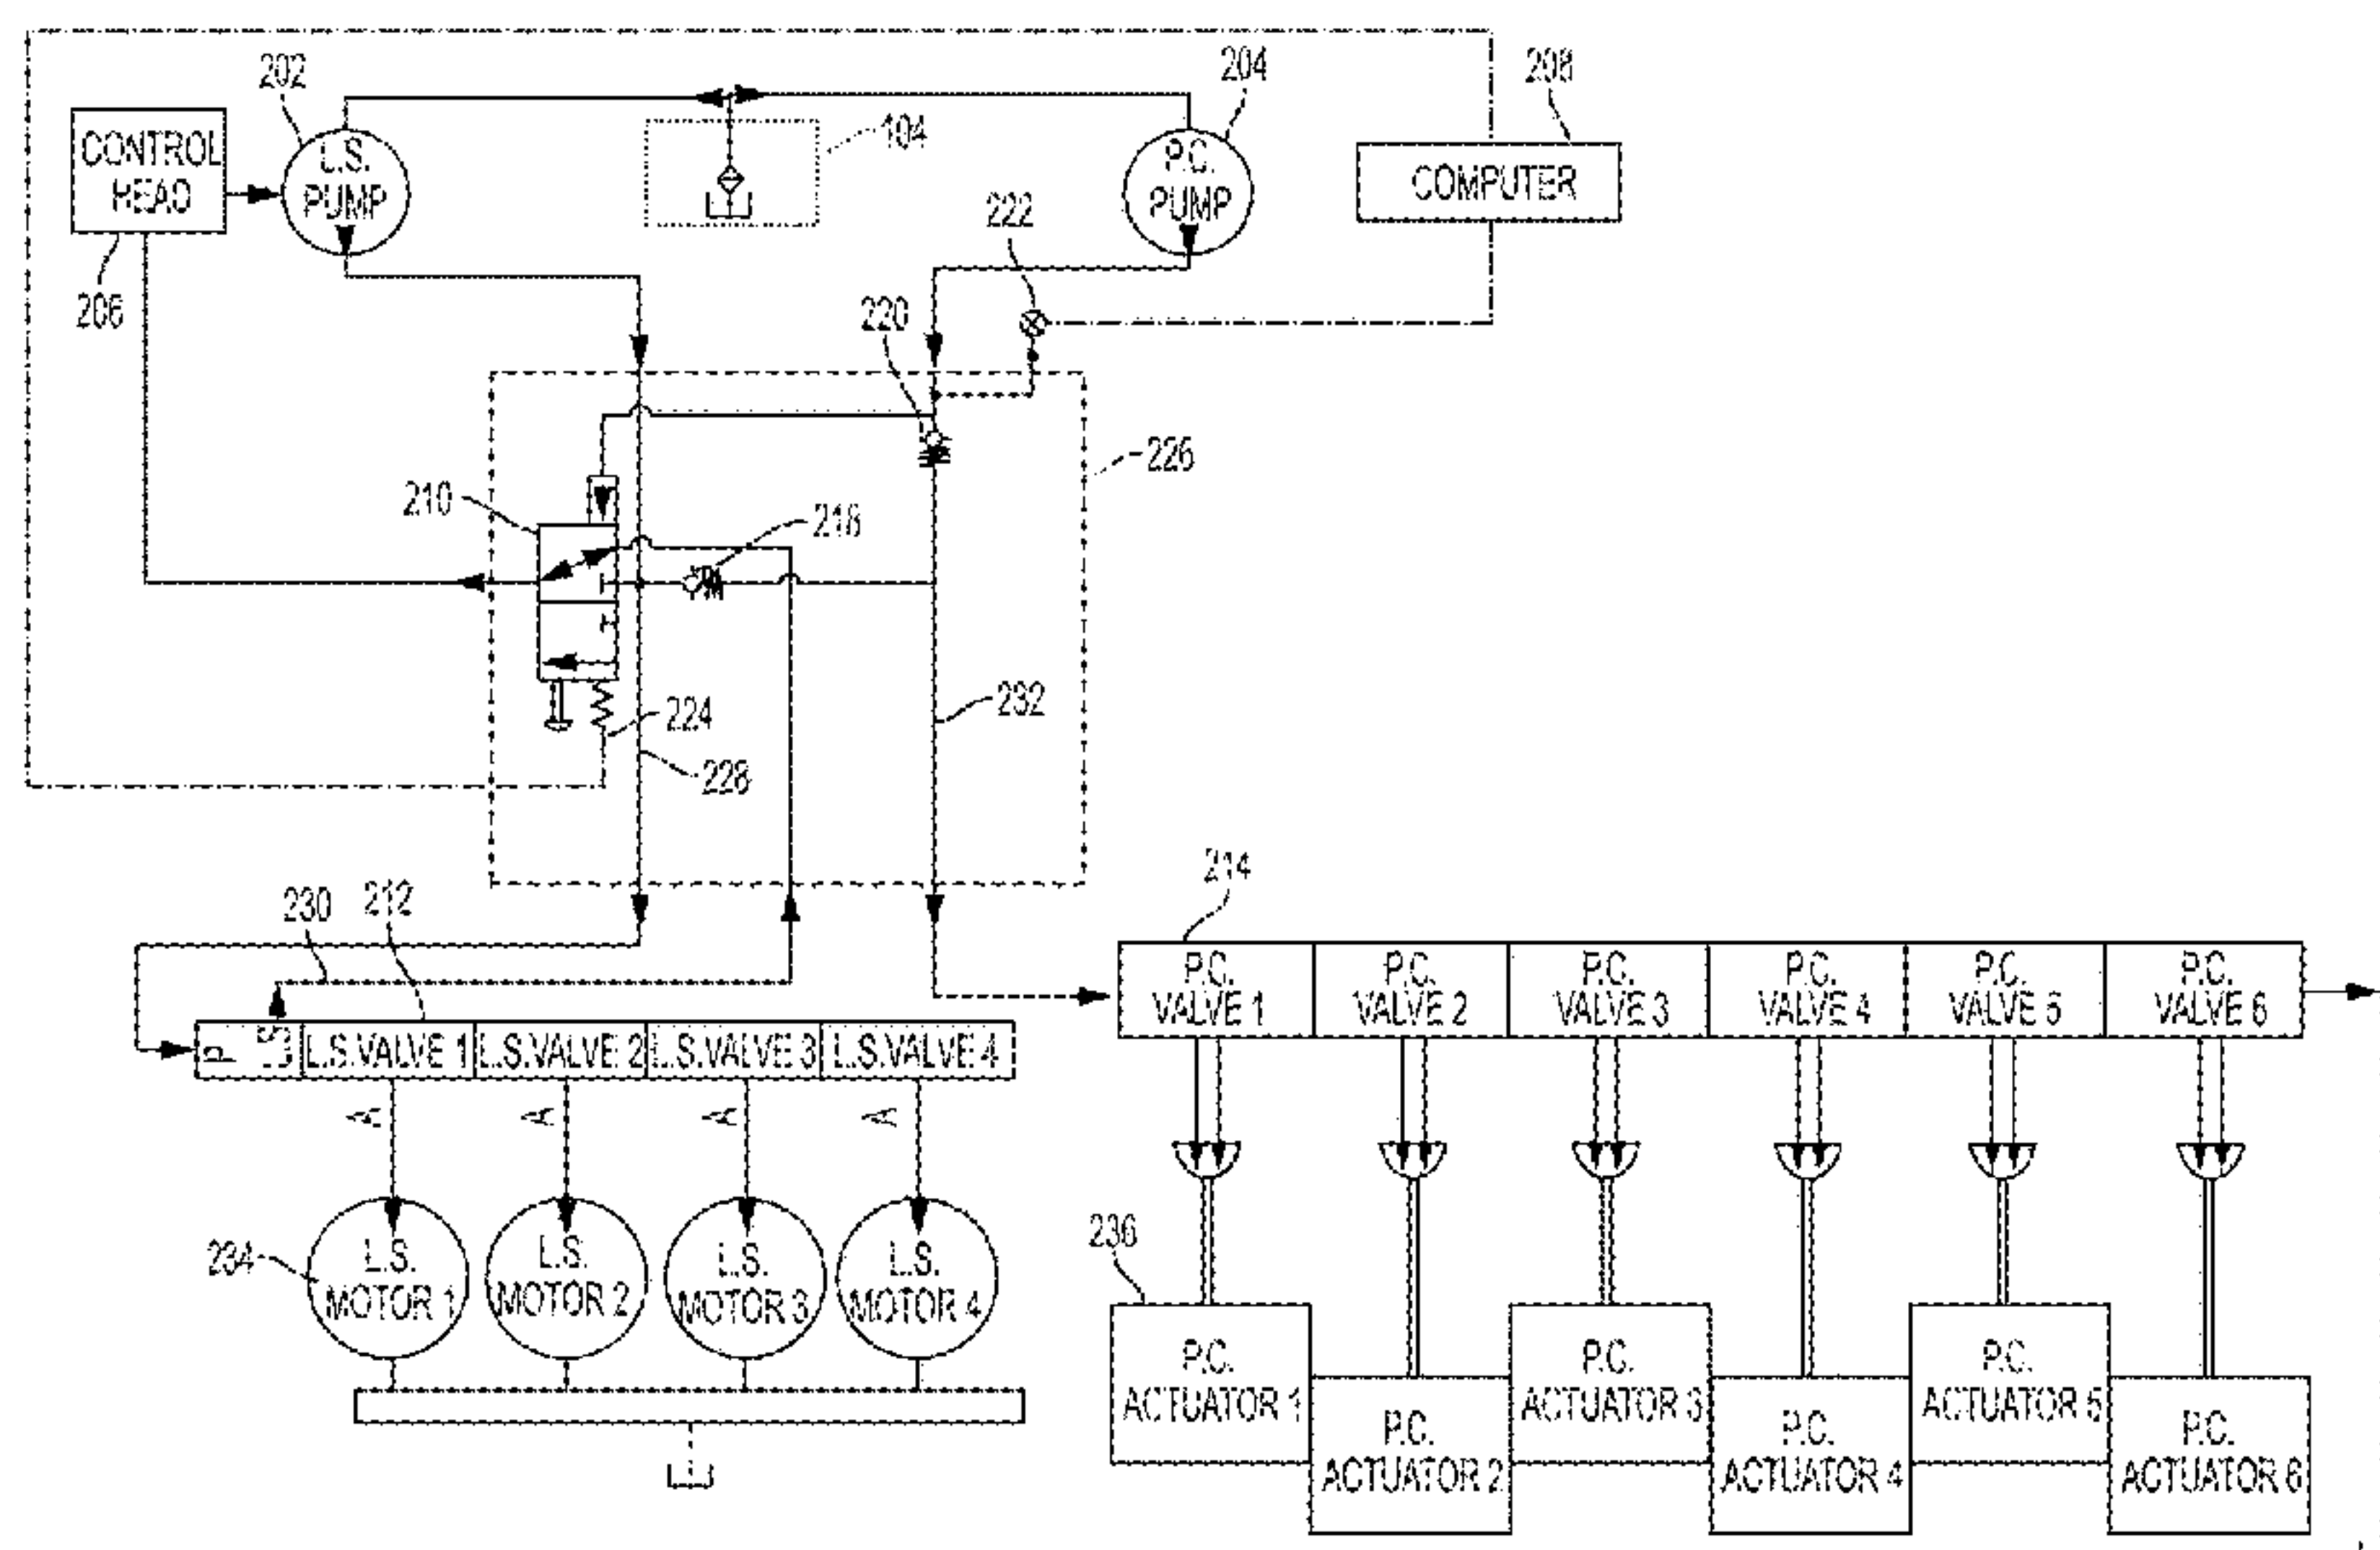 202
204
208
CONTROL
HEAD
L.S.
PUMP
104
P.C.
PUMP
COMPUTER
222
206
220
226
210
218
224
232
228
214
230
212
P
L.S.
L.S.VALVE 1
L.S.VALVE 2
L.S.VALVE 3
L.S.VALVE 4
P.C.
VALVE 1
P.C.
VALVE 2
P.C.
VALVE 3
P.C.
VALVE 4
P.C.
VALVE 5
P.C.
VALVE 6
A
A
A
A
234
L.S.
MOTOR 1
L.S.
MOTOR 2
L.S.
MOTOR 3
L.S.
MOTOR 4
236
P.C.
ACTUATOR 1
P.C.
ACTUATOR 2
P.C.
ACTUATOR 3
P.C.
ACTUATOR 4
P.C.
ACTUATOR 5
P.C.
ACTUATOR 6